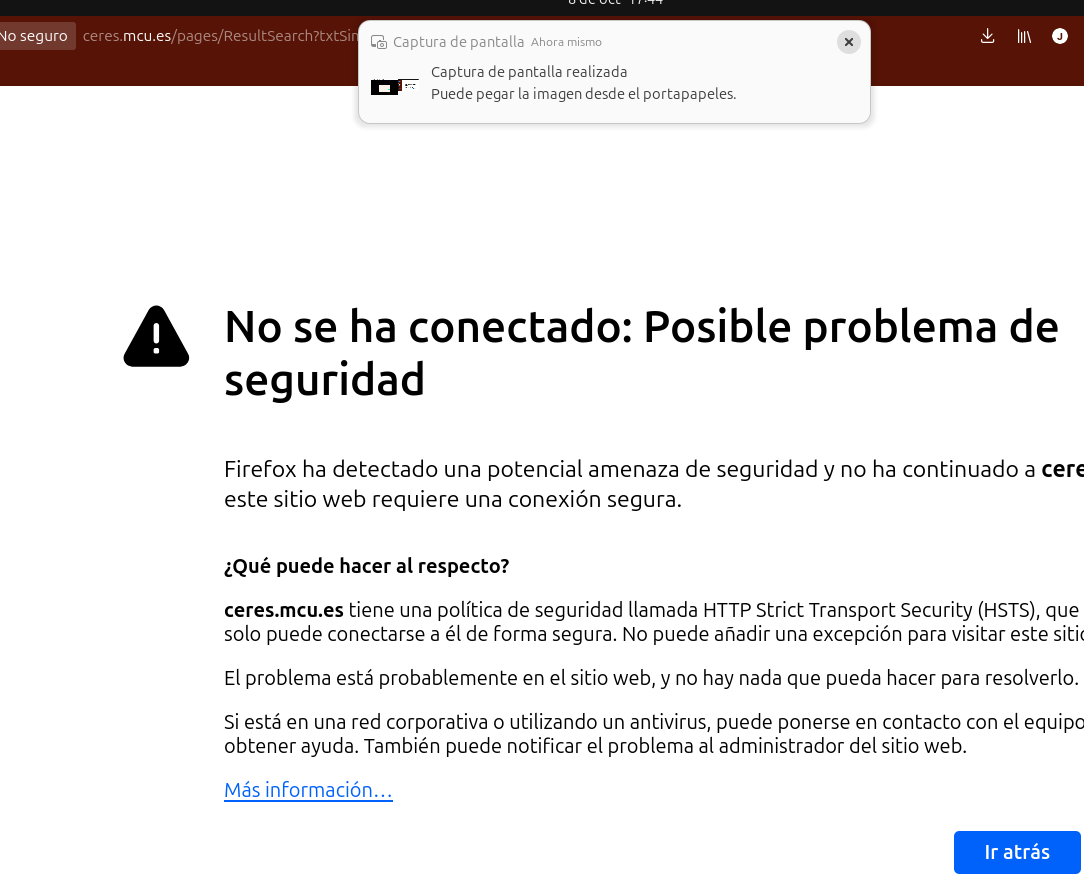 No seguro ceres.mcu.es/pages/ResultSearch?txtSim
Captura de pantalla Ahora mismo
Captura de pantalla realizada
Puede pegar la imagen desde el portapapeles.
No se ha conectado: Posible problema de
seguridad
Firefox ha detectado una potencial amenaza de seguridad y no ha continuado a
este sitio web requiere una conexión segura.
¿Qué puede hacer al respecto?
ceres.mcu.es tiene una política de seguridad llamada HTTP Strict Transport Security (HSTS), que
solo puede conectarse a él de forma segura. No puede añadir una excepción para visitar este sitio
El problema está probablemente en el sitio web, y no hay nada que pueda hacer para resolverlo.
Si está en una red corporativa o utilizando un antivirus, puede ponerse en contacto con el equipo
obtener ayuda. También puede notificar el problema al administrador del sitio web.
Más información…
Ir atrás